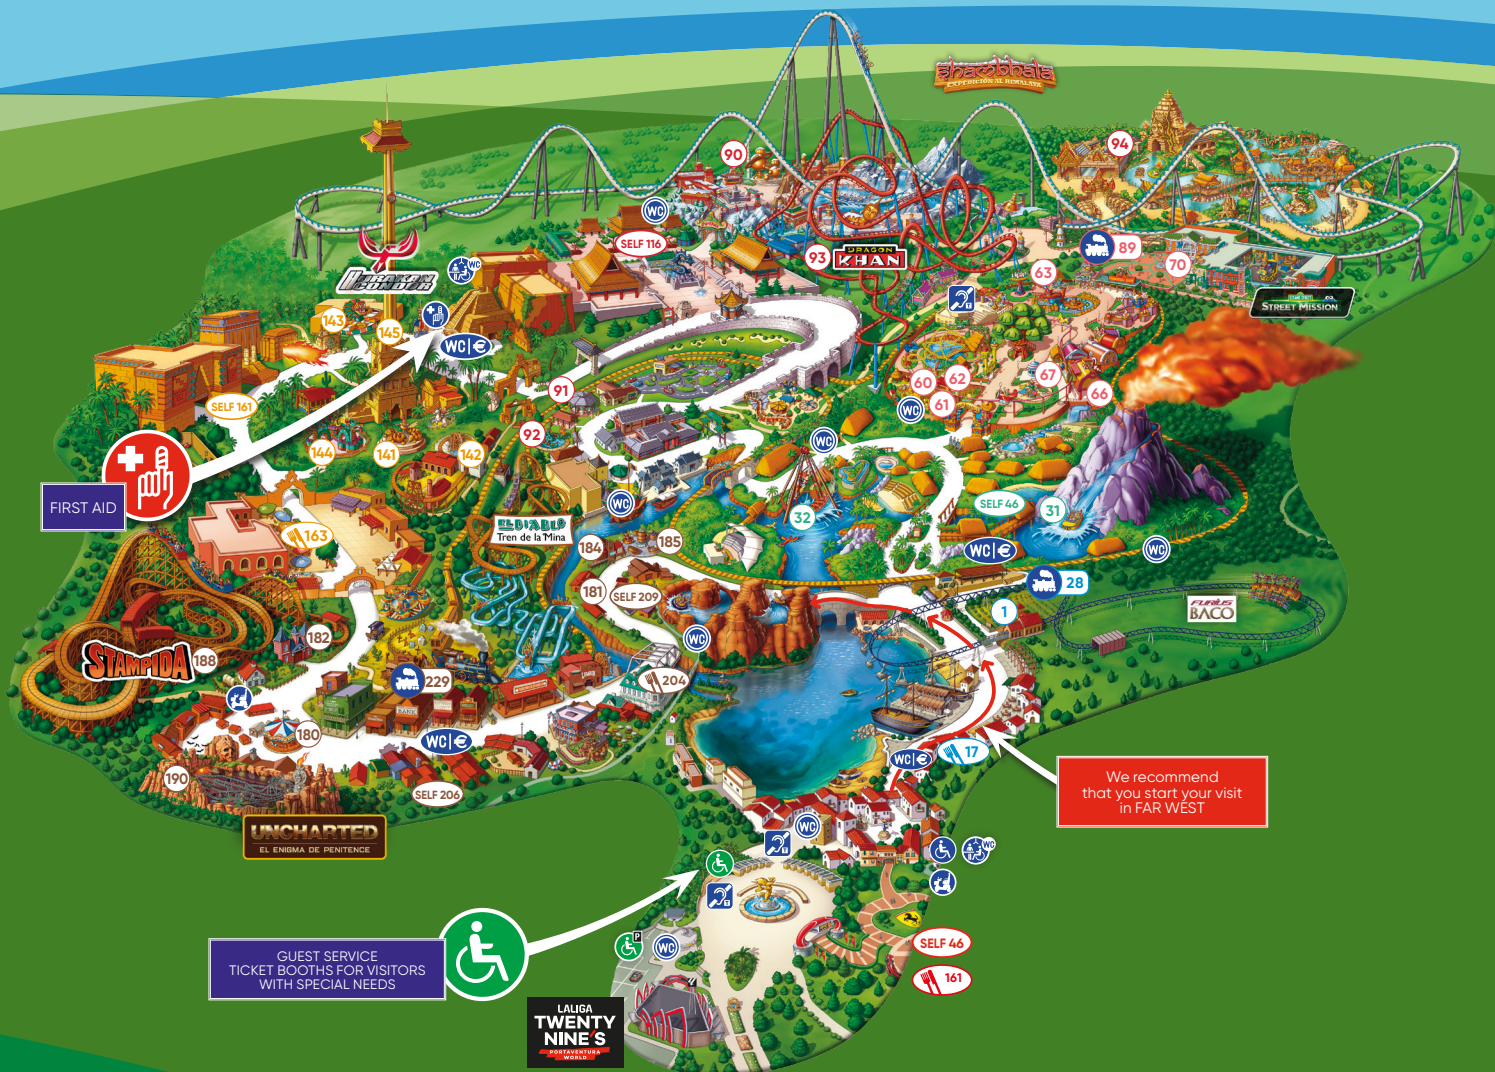 shambhala
EXPEDICIÓN AL HIMALAYA
90
94
WC
SELF 116
93
DRAGON
KHAN
89
63
70
HURAKAN
CONDOR
WC
SESAME STREET
STREET MISSION
T
143
145
WC|€
SELF 161
91
60
62
61
67
66
WC
92
WC
144
141
142
WC
FIRST AID
163
EL DIABLO
Tren de la Mina
32
SELF 46
31
184
185
WC|€
WC
181
SELF 209
28
1
FURIUS
BACO
182
STAMPIDA
188
WC
229
BANK
204
180
WC|€
WC|€
17
190
SELF 206
We recommend
that you start your visit
in FAR WEST
UNCHARTED
EL ENIGMA DE PENITENCE
WC
T
WC
T
P
WC
SELF 46
161
GUEST SERVICE
TICKET BOOTHS FOR VISITORS
WITH SPECIAL NEEDS
LALIGA
TWENTY
NINE'S
PORTAVENTURA
WORLD